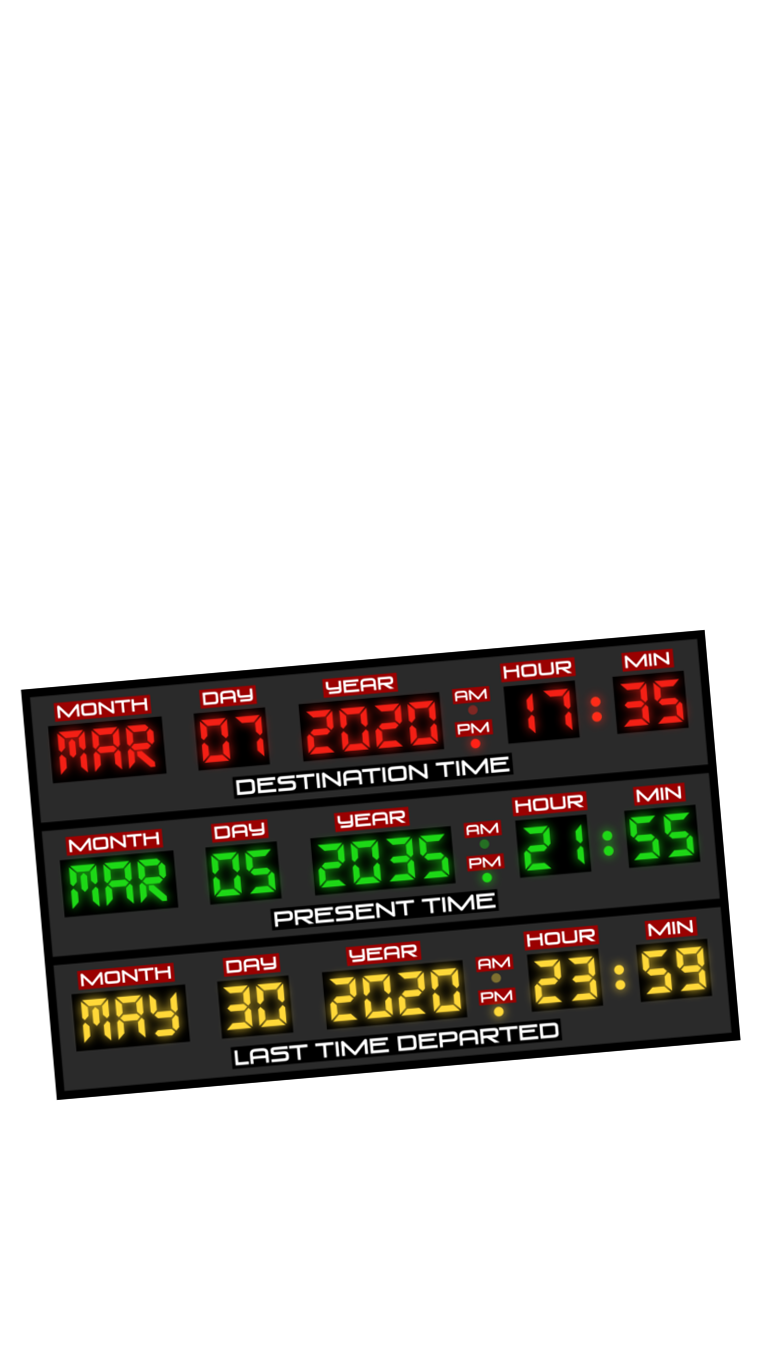 MONTH DAY YEAR AM PM HOUR MIN
MAR 07 2020 17:35
DESTINATION TIME
MONTH DAY YEAR AM PM HOUR MIN
MAR 05 2035 21:55
PRESENT TIME
MONTH DAY YEAR AM PM HOUR MIN
MAY 30 2020 23:59
LAST TIME DEPARTED